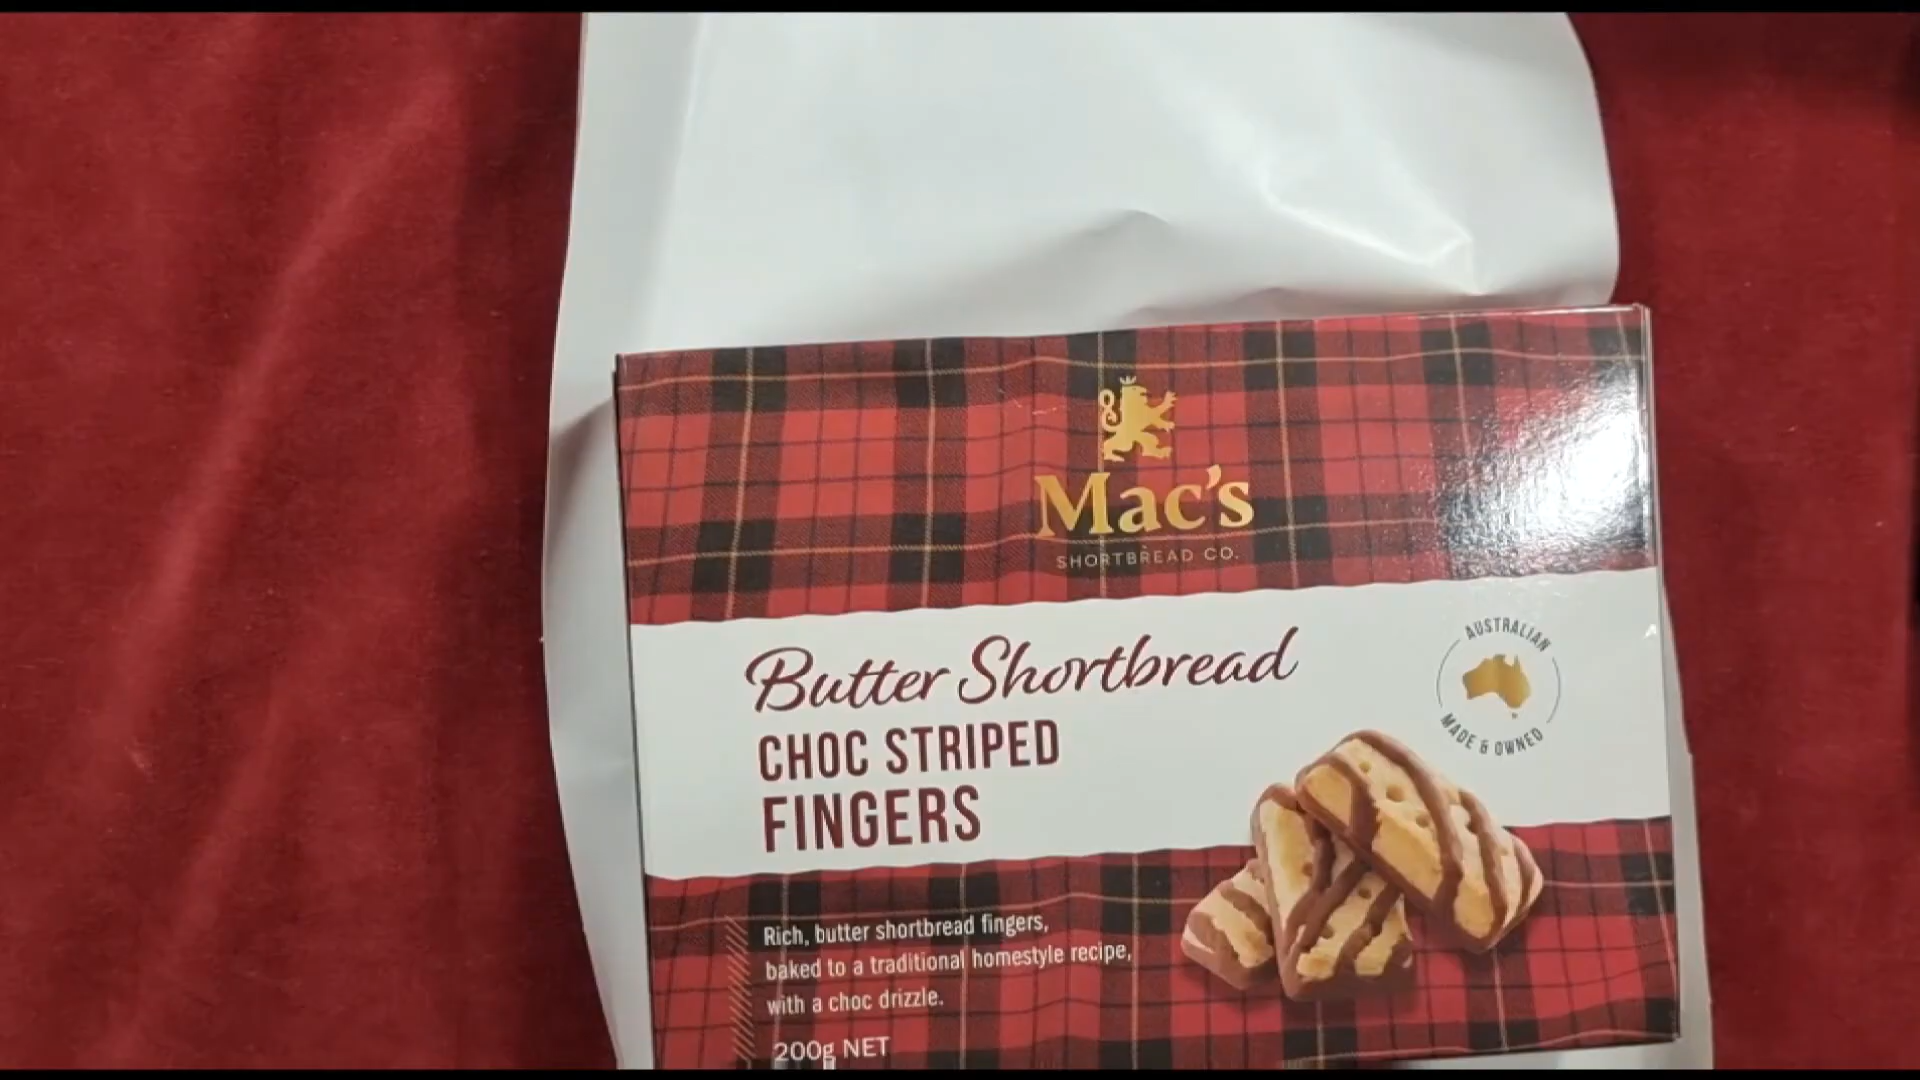 Mac's
SHORTBREAD CO.
Butter Shortbread
CHOC STRIPED
FINGERS
AUSTRALIAN
MADE & OWNED
Rich, butter shortbread fingers,
baked to a traditional homestyle recipe,
with a choc drizzle.
200g NET